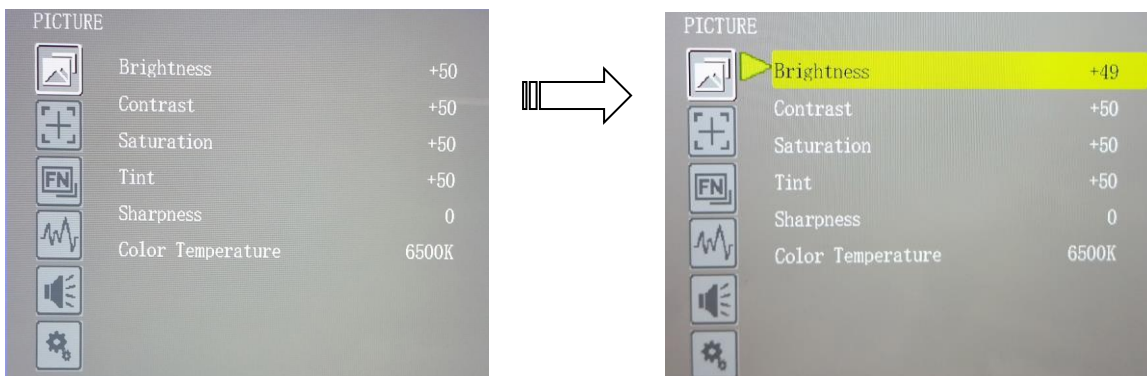 PICTURE
Brightness +50
Contrast +50
Saturation +50
FN
Tint +50
Sharpness 0
Color Temperature 6500K
PICTURE
Brightness +49
Contrast +50
Saturation +50
FN
Tint +50
Sharpness 0
Color Temperature 6500K